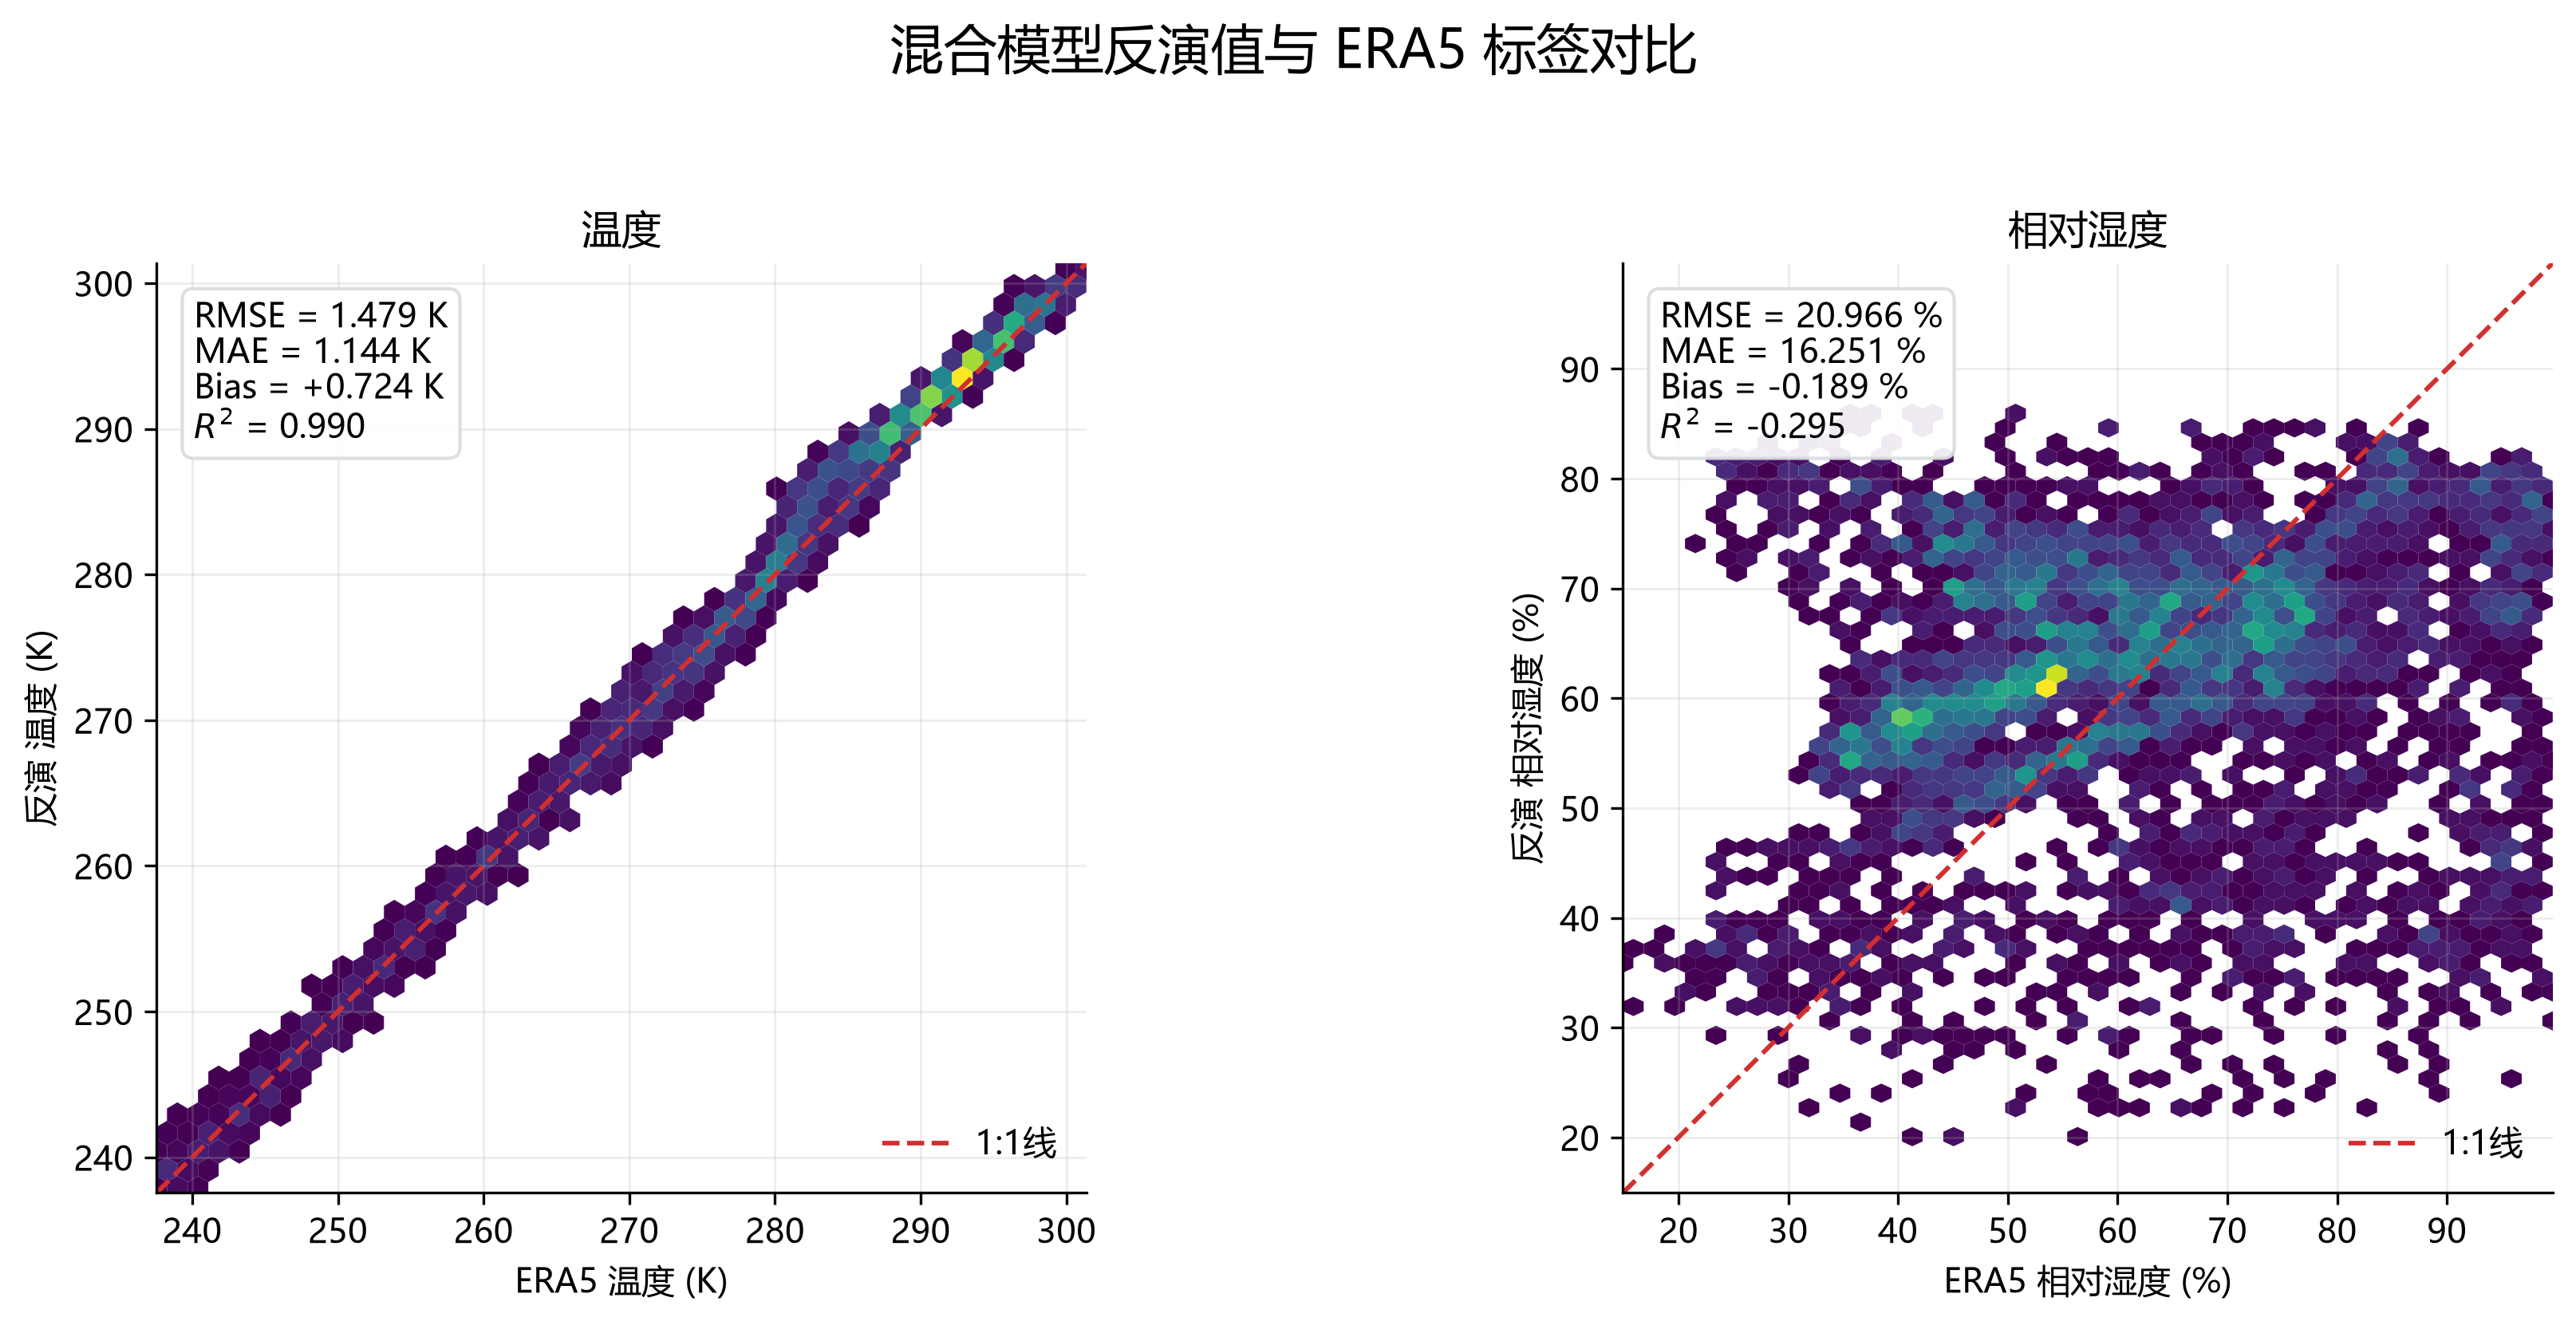 混合模型反演值与 ERA5 标签对比
温度
RMSE = 1.479 K
MAE = 1.144 K
Bias = +0.724 K
R² = 0.990
300
290
280
270
260
250
240
反演 温度 (K)
1:1线
240 250 260 270 280 290 300
ERA5 温度 (K)
相对湿度
RMSE = 20.966 %
MAE = 16.251 %
Bias = -0.189 %
R² = -0.295
90
80
70
60
50
40
30
20
反演 相对湿度 (%)
1:1线
20 30 40 50 60 70 80 90
ERA5 相对湿度 (%)